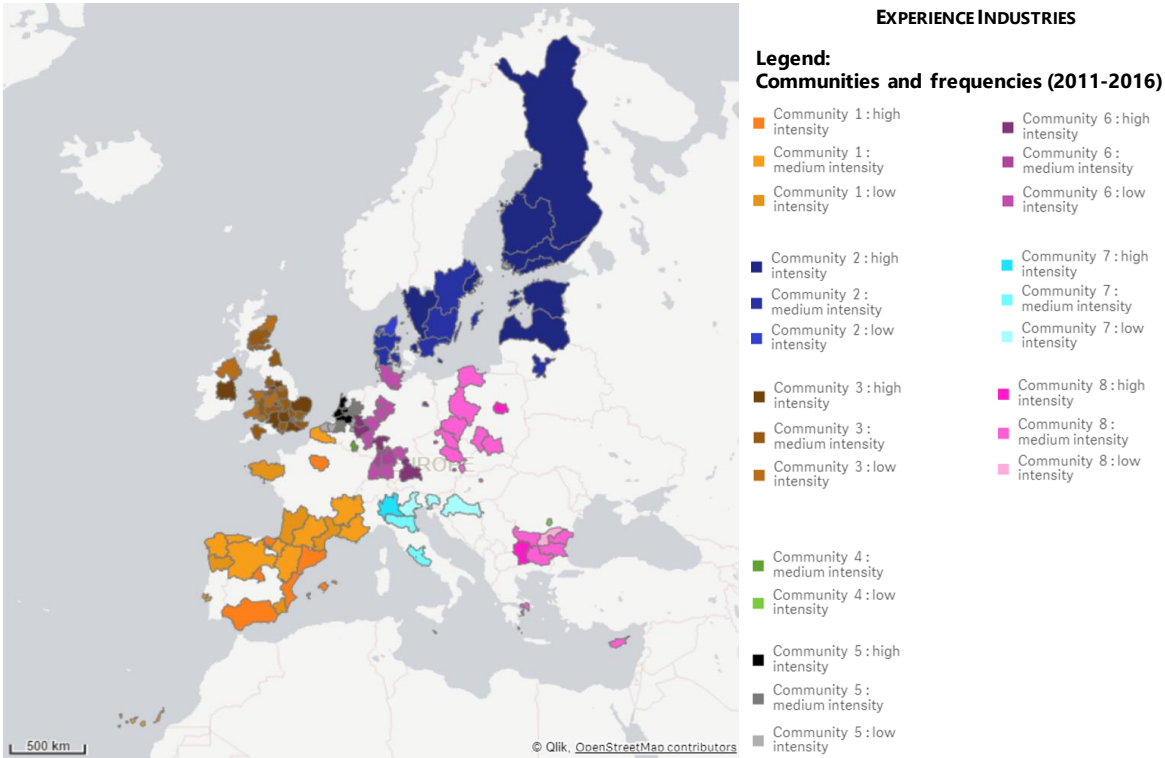 EXPERIENCE INDUSTRIES
Legend:
Communities and frequencies (2011-2016)
Community 1 : high
intensity
Community 1 :
medium intensity
Community 1 : low
intensity
Community 2 : high
intensity
Community 2 :
medium intensity
Community 2 : low
intensity
Community 3 : high
intensity
Community 3 :
medium intensity
Community 3 : low
intensity
Community 4 :
medium intensity
Community 4 : low
intensity
Community 5 : high
intensity
Community 5 :
medium intensity
Community 5 : low
intensity
Community 6 : high
intensity
Community 6 :
medium intensity
Community 6 : low
intensity
Community 7 : high
intensity
Community 7 :
medium intensity
Community 7 : low
intensity
Community 8 : high
intensity
Community 8 :
medium intensity
Community 8 : low
intensity
EUROPE
500 km
© Qlik, OpenStreetMap contributors